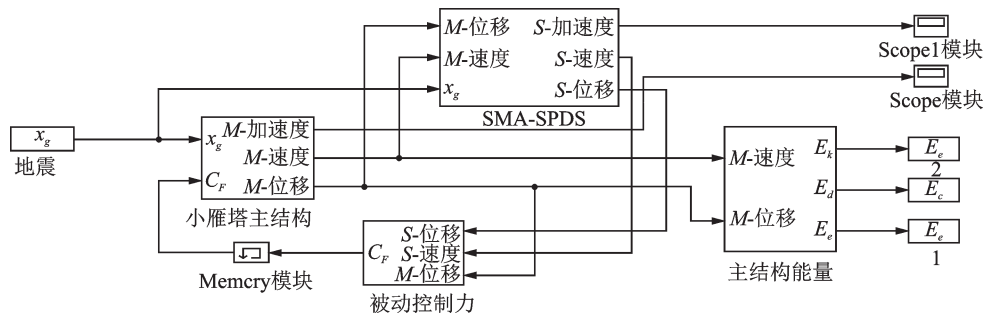 M-位移 S-加速度
M-速度 S-速度
x_g S-位移
SMA-SPDS
Scope1模块
Scope模块
x_g
地震
x_g M-加速度
M-速度
C_F M-位移
小雁塔主结构
M-速度 E_k
E_d
M-位移 E_e
主结构能量
E_e
2
E_c
E_e
1
S-位移
C_F S-速度
M-位移
被动控制力
Memcry模块